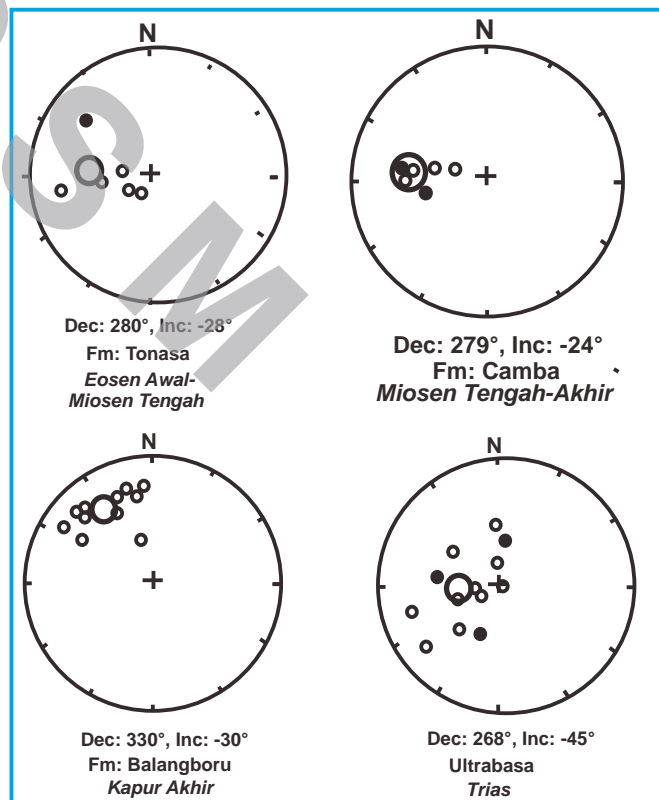 N
Dec: 280°, Inc: -28°
Fm: Tonasa
Eosen Awal-
Miosen Tengah
N
Dec: 279°, Inc: -24°
Fm: Camba
Miosen Tengah-Akhir
N
Dec: 330°, Inc: -30°
Fm: Balangboru
Kapur Akhir
N
Dec: 268°, Inc: -45°
Ultrabasa
Trias
S M